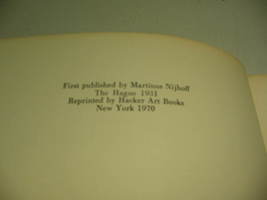 First published by Martinus Nijhoff
The Hague 1931
Reprinted by Hacker Art Books
New York 1970